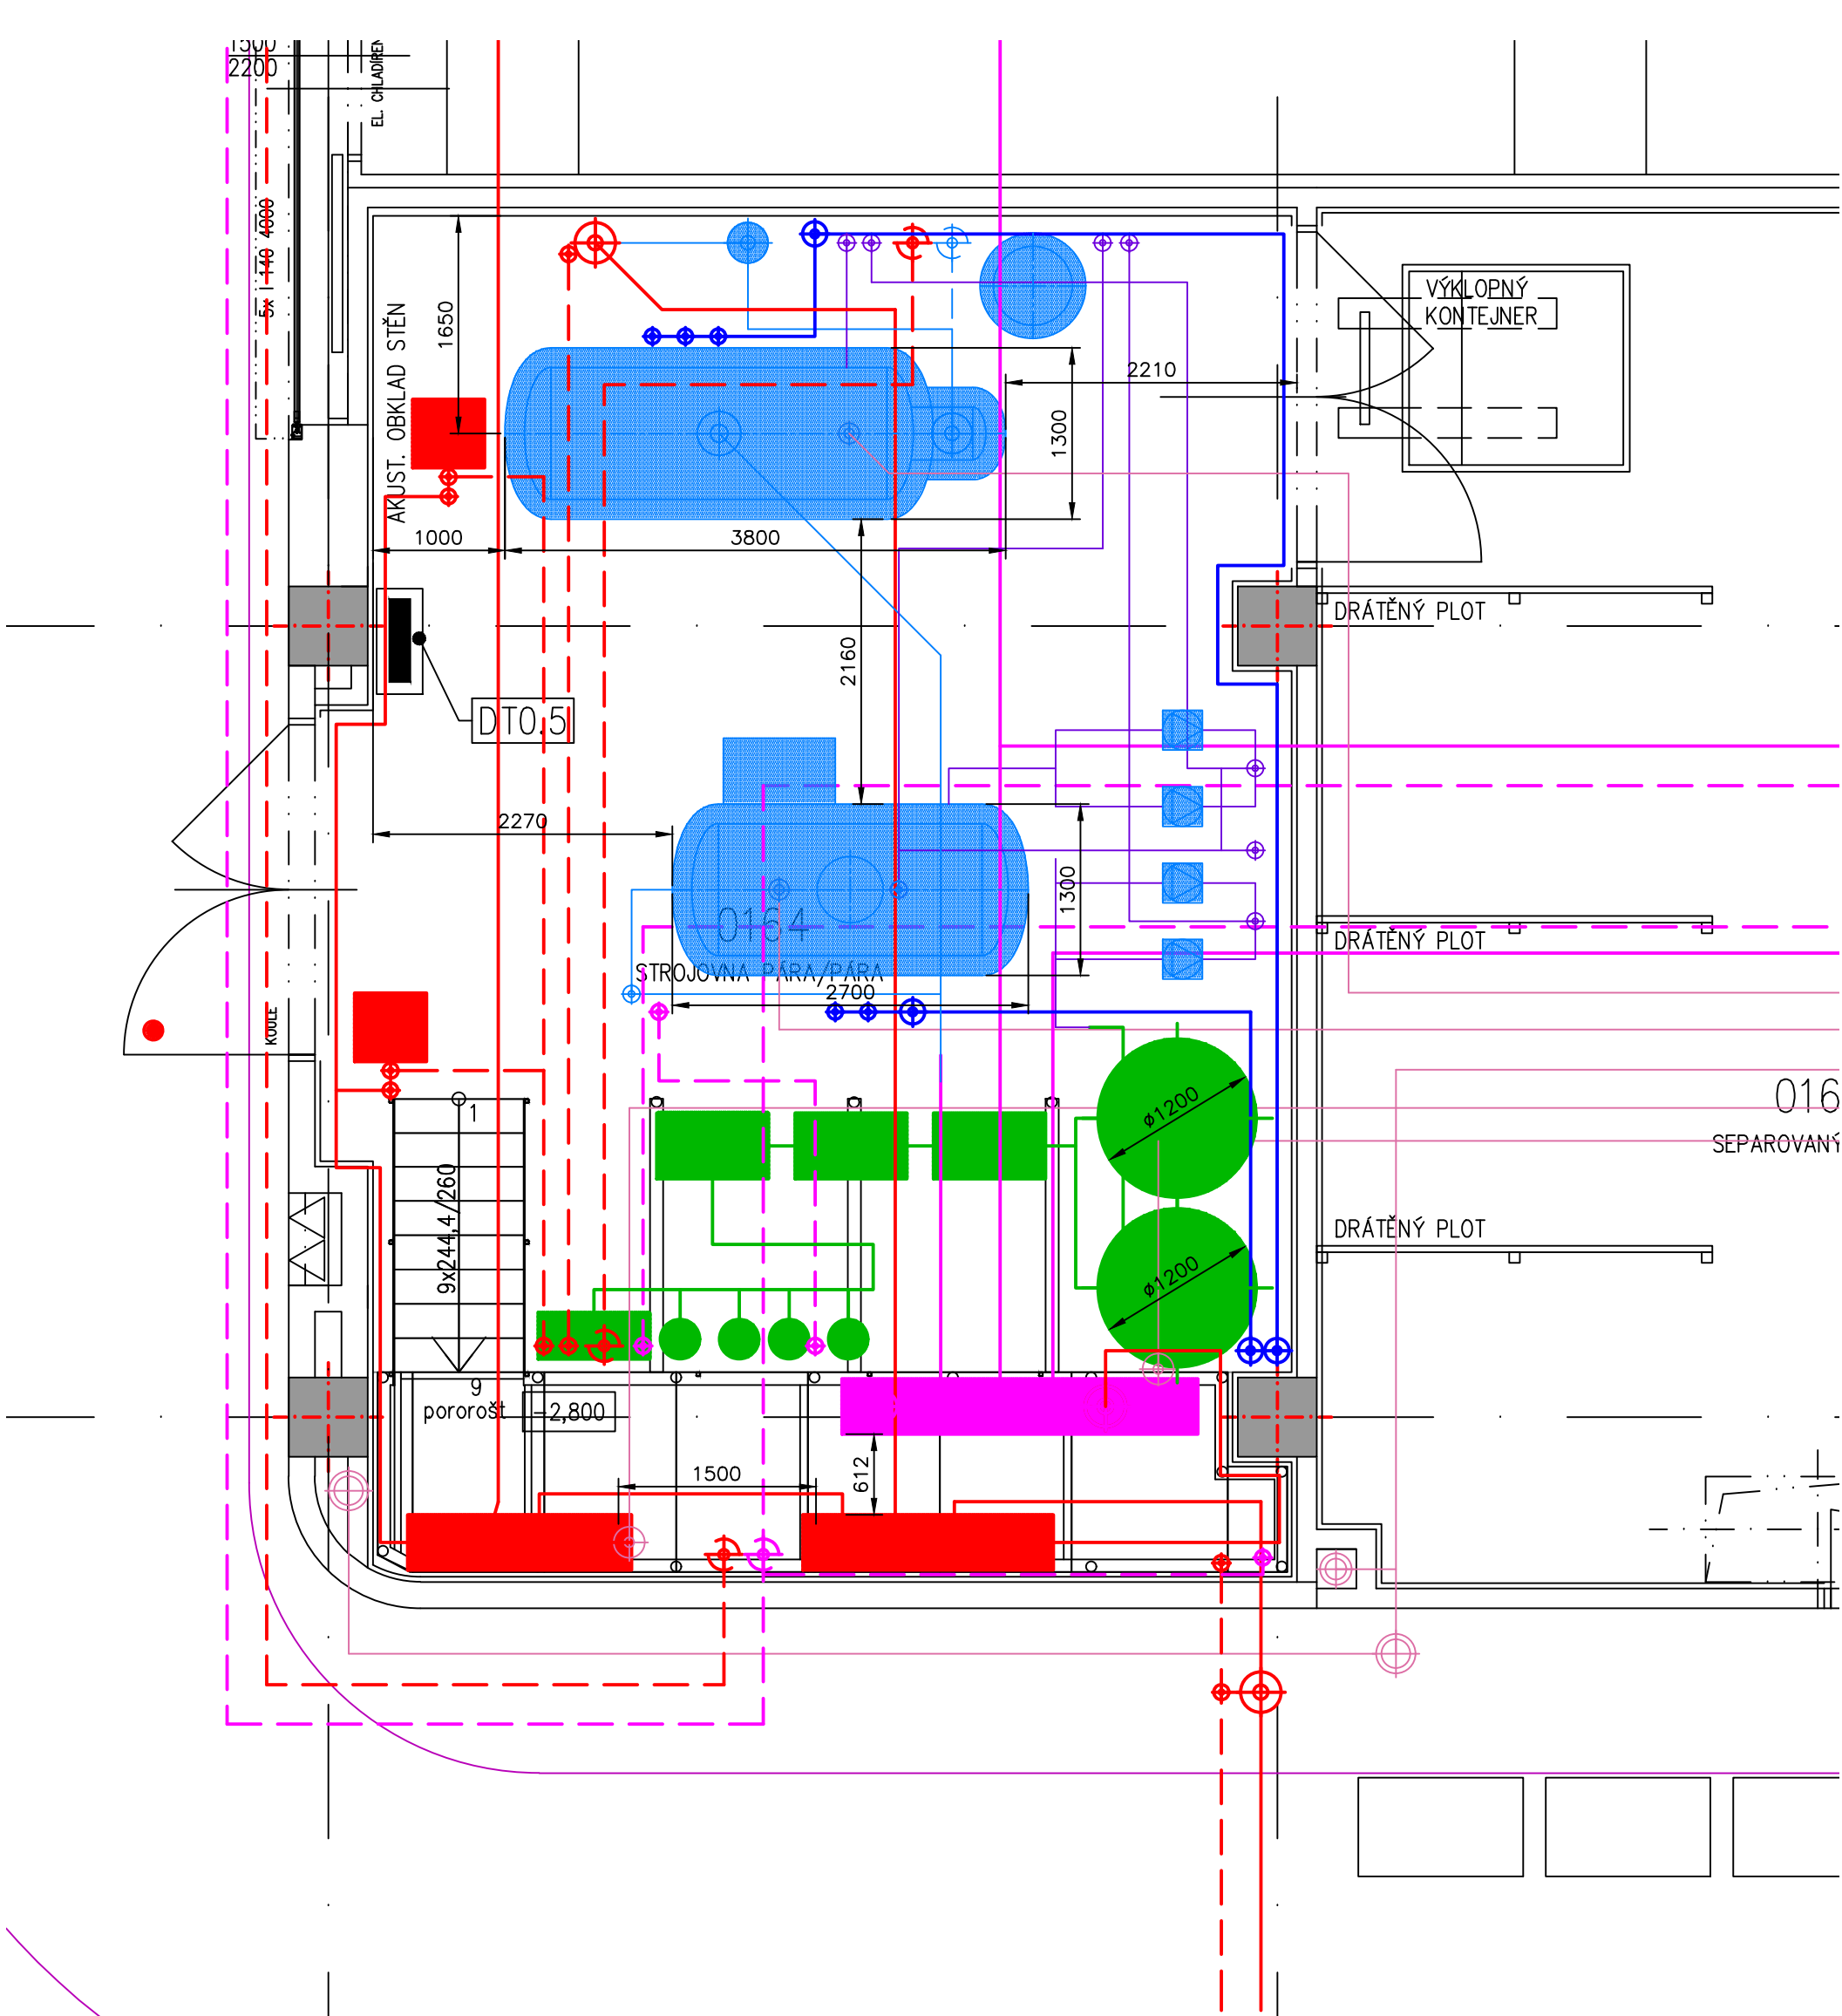 1500
2200
EL. CHLADÍREN
5x I 140 4000
AKUST. OBKLAD STĚN
1650
VÝKLOPNÝ
KONTEJNER
2210
1300
1000
3800
DRÁTĚNÝ PLOT
2160
DT0.5
2270
1300
0164
STROJOVNA PÁRA/PÁRA
2700
DRÁTĚNÝ PLOT
KOULE
1
ø1200
016
SEPAROVANÝ
9x244,4/260
DRÁTĚNÝ PLOT
ø1200
9
pororošt
-2,800
1500
612